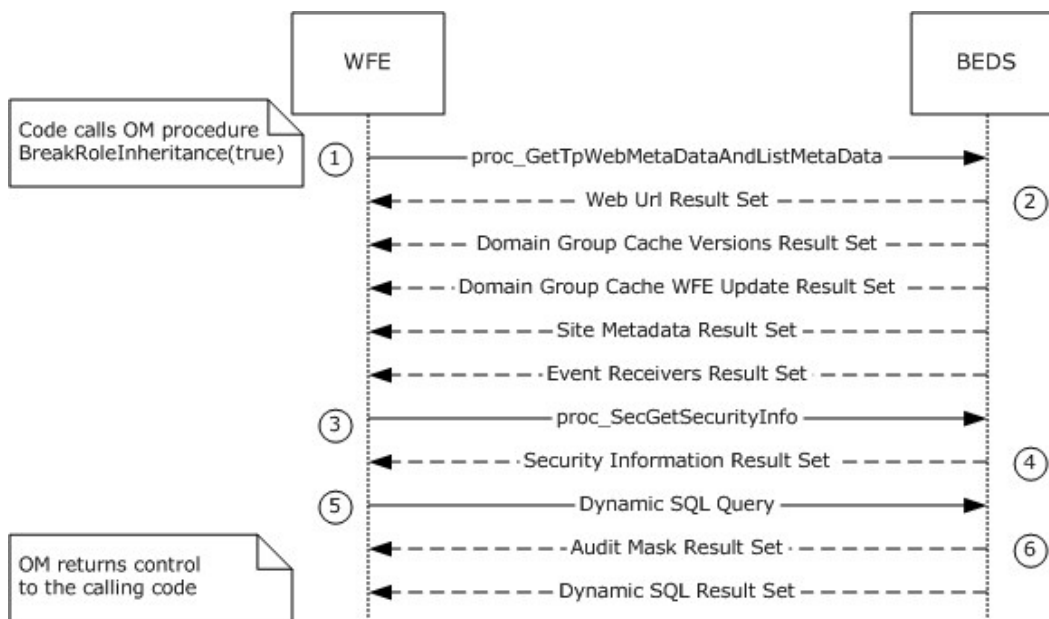 WFE
BEDS
Code calls OM procedure
BreakRoleInheritance(true)
1
proc_GetTpWebMetaDataAndListMetaData
Web Url Result Set
2
Domain Group Cache Versions Result Set
Domain Group Cache WFE Update Result Set
Site Metadata Result Set
Event Receivers Result Set
3
proc_SecGetSecurityInfo
Security Information Result Set
4
5
Dynamic SQL Query
Audit Mask Result Set
6
OM returns control
to the calling code
Dynamic SQL Result Set